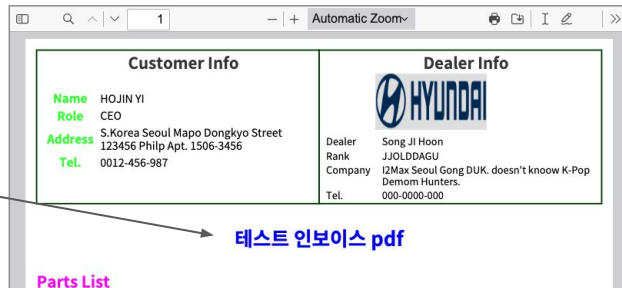 1
Automatic Zoom
Customer Info
Name HOJIN YI
Role CEO
Address S.Korea Seoul Mapo Dongkyo Street
123456 Philp Apt. 1506-3456
Tel. 0012-456-987
Dealer Info
HYUNDAI
Dealer Song JI Hoon
Rank JJOLDDAGU
Company I2Max Seoul Gong DUK. doesn't knoow K-Pop
Demom Hunters.
Tel. 000-0000-000
테스트 인보이스 pdf
Parts List